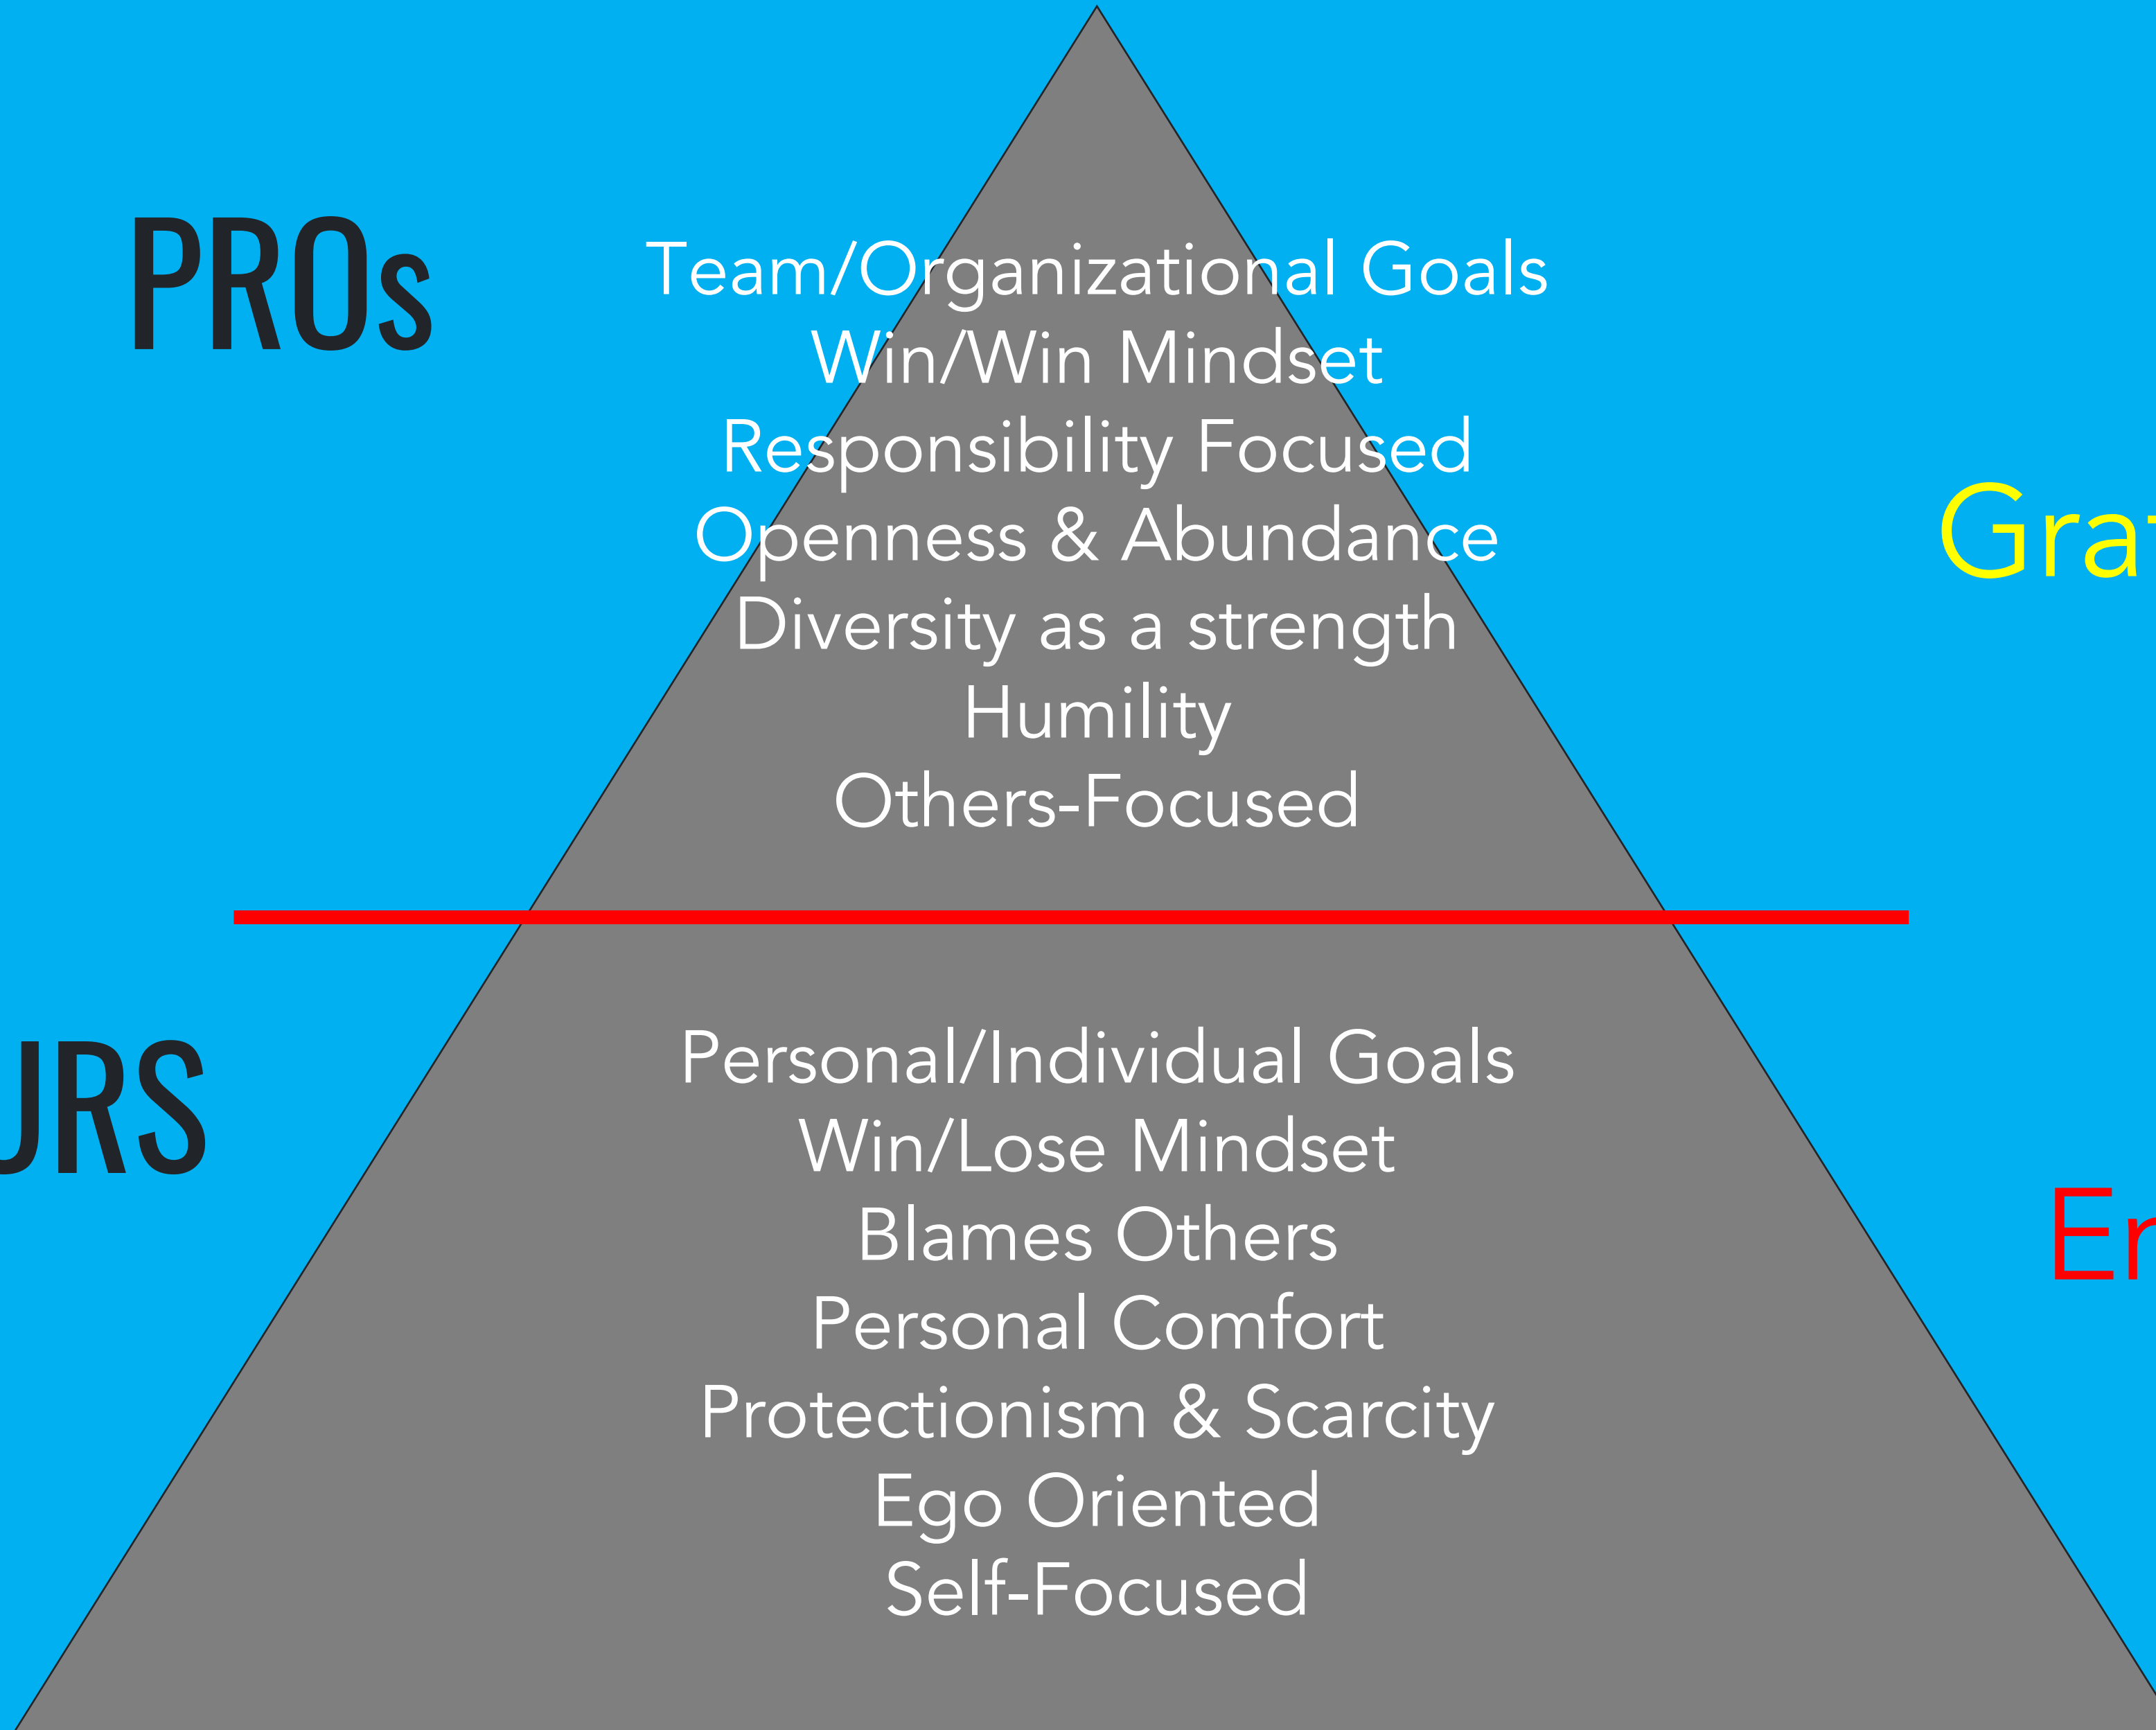 PROs
Team/Organizational Goals
Win/Win Mindset
Responsibility Focused
Openness & Abundance
Diversity as a strength
Humility
Others-Focused
Personal/Individual Goals
Win/Lose Mindset
Blames Others
Personal Comfort
Protectionism & Scarcity
Ego Oriented
Self-Focused